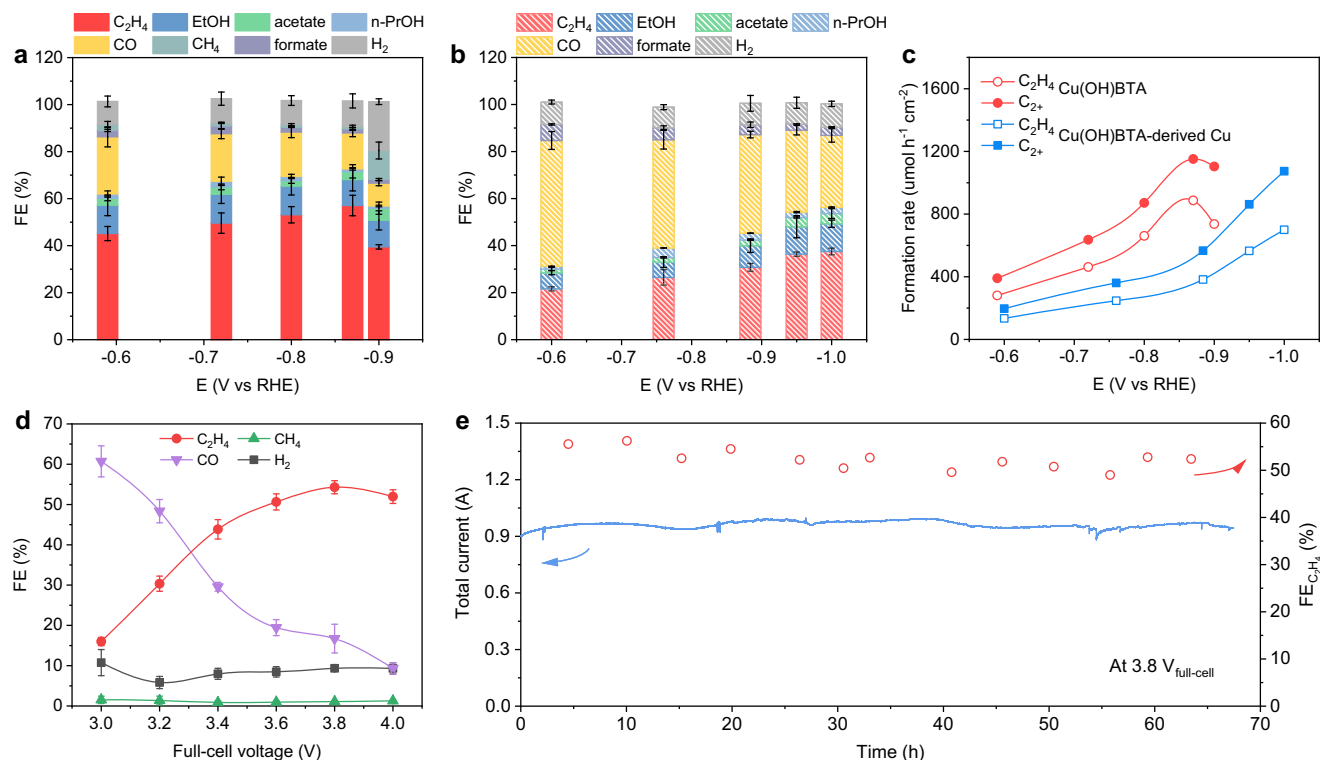 C₂H₄ EtOH acetate n-PrOH
CO CH₄ formate H₂
a
FE (%)
120
100
80
60
40
20
0
-0.6 -0.7 -0.8 -0.9
E (V vs RHE)
C₂H₄ EtOH acetate n-PrOH
CO formate H₂
b
FE (%)
120
100
80
60
40
20
0
-0.6 -0.7 -0.8 -0.9 -1.0
E (V vs RHE)
c
C₂H₄ Cu(OH)BTA
C₂₊
C₂H₄ Cu(OH)BTA-derived Cu
C₂₊
Formation rate (umol h⁻¹ cm⁻²)
1600
1200
800
400
0
-0.6 -0.7 -0.8 -0.9 -1.0
E (V vs RHE)
d
C₂H₄ CH₄
CO H₂
FE (%)
70
60
50
40
30
20
10
0
3.0 3.2 3.4 3.6 3.8 4.0
Full-cell voltage (V)
e
Total current (A)
1.5
1.2
0.9
0.6
0.3
0.0
At 3.8 V full-cell
60
50
40
30
20
10
0
FE C₂H₄ (%)
0 10 20 30 40 50 60 70
Time (h)